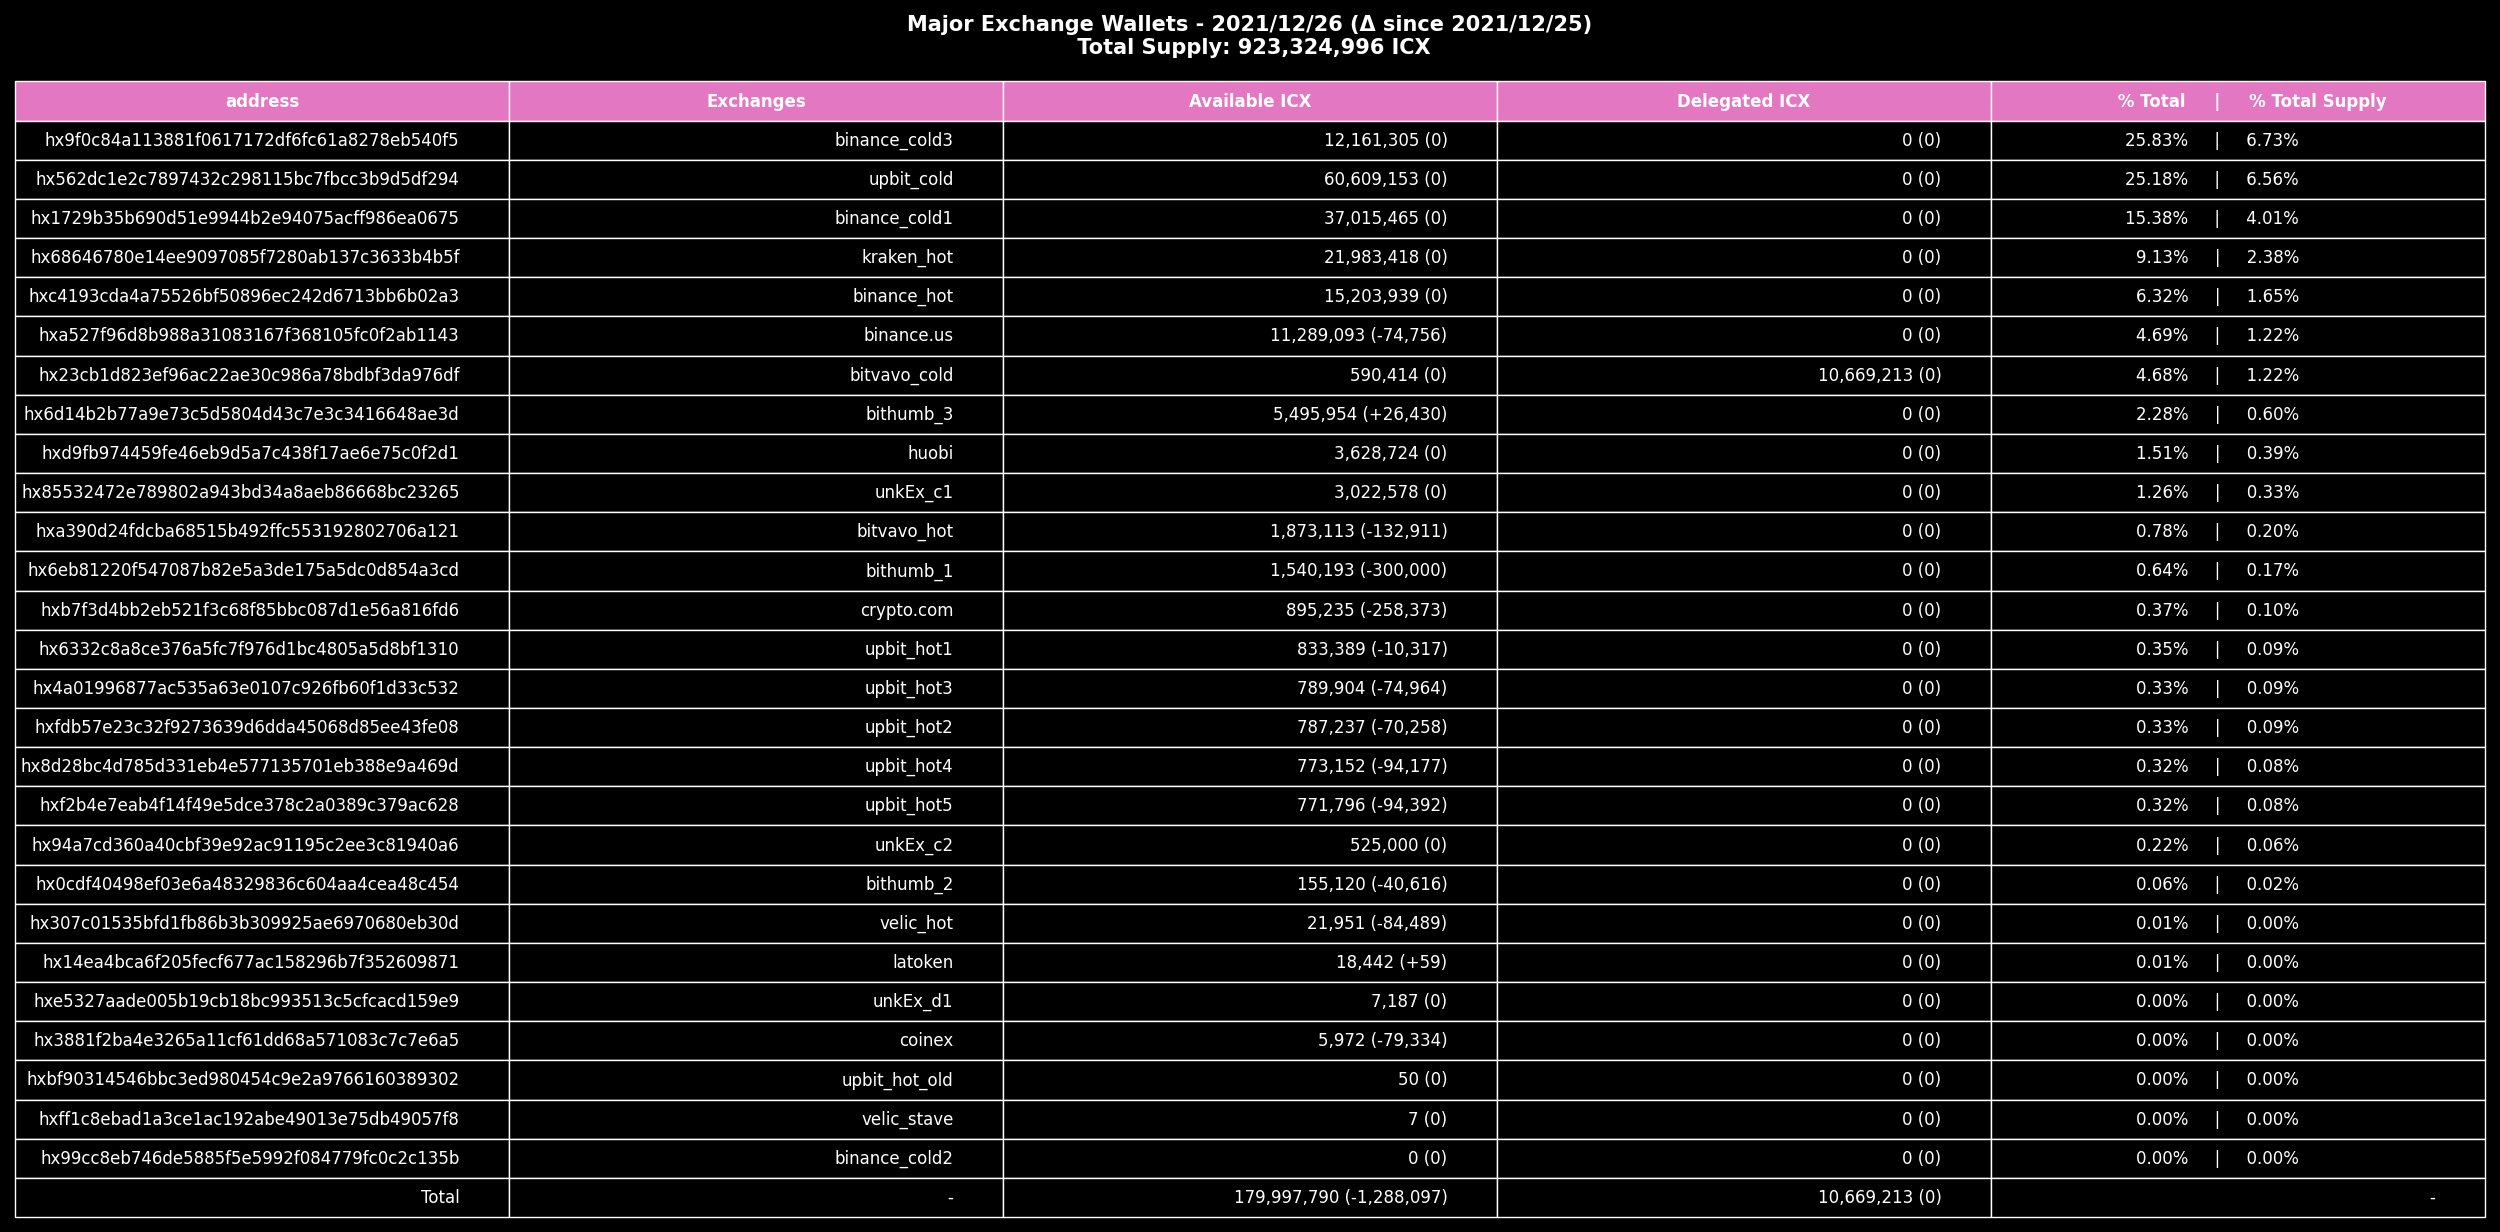 Major Exchange Wallets - 2021/12/26 (Δ since 2021/12/25)
Total Supply: 923,324,996 ICX
address Exchanges Available ICX Delegated ICX % Total | % Total Supply
hx9f0c84a113881f0617172df6fc61a8278eb540f5 binance_cold3 12,161,305 (0) 0 (0) 25.83% | 6.73%
hx562dc1e2c7897432c298115bc7fbcc3b9d5df294 upbit_cold 60,609,153 (0) 0 (0) 25.18% | 6.56%
hx1729b35b690d51e9944b2e94075acff986ea0675 binance_cold1 37,015,465 (0) 0 (0) 15.38% | 4.01%
hx68646780e14ee9097085f7280ab137c3633b4b5f kraken_hot 21,983,418 (0) 0 (0) 9.13% | 2.38%
hxc4193cda4a75526bf50896ec242d6713bb6b02a3 binance_hot 15,203,939 (0) 0 (0) 6.32% | 1.65%
hxa527f96d8b988a31083167f368105fc0f2ab1143 binance.us 11,289,093 (-74,756) 0 (0) 4.69% | 1.22%
hx23cb1d823ef96ac22ae30c986a78bdbf3da976df bitvavo_cold 590,414 (0) 10,669,213 (0) 4.68% | 1.22%
hx6d14b2b77a9e73c5d5804d43c7e3c3416648ae3d bithumb_3 5,495,954 (+26,430) 0 (0) 2.28% | 0.60%
hxd9fb974459fe46eb9d5a7c438f17ae6e75c0f2d1 huobi 3,628,724 (0) 0 (0) 1.51% | 0.39%
hx85532472e789802a943bd34a8aeb86668bc23265 unkEx_c1 3,022,578 (0) 0 (0) 1.26% | 0.33%
hxa390d24fdcba68515b492ffc553192802706a121 bitvavo_hot 1,873,113 (-132,911) 0 (0) 0.78% | 0.20%
hx6eb81220f547087b82e5a3de175a5dc0d854a3cd bithumb_1 1,540,193 (-300,000) 0 (0) 0.64% | 0.17%
hxb7f3d4bb2eb521f3c68f85bbc087d1e56a816fd6 crypto.com 895,235 (-258,373) 0 (0) 0.37% | 0.10%
hx6332c8a8ce376a5fc7f976d1bc4805a5d8bf1310 upbit_hot1 833,389 (-10,317) 0 (0) 0.35% | 0.09%
hx4a01996877ac535a63e0107c926fb60f1d33c532 upbit_hot3 789,904 (-74,964) 0 (0) 0.33% | 0.09%
hxfdb57e23c32f9273639d6dda45068d85ee43fe08 upbit_hot2 787,237 (-70,258) 0 (0) 0.33% | 0.09%
hx8d28bc4d785d331eb4e577135701eb388e9a469d upbit_hot4 773,152 (-94,177) 0 (0) 0.32% | 0.08%
hxf2b4e7eab4f14f49e5dce378c2a0389c379ac628 upbit_hot5 771,796 (-94,392) 0 (0) 0.32% | 0.08%
hx94a7cd360a40cbf39e92ac91195c2ee3c81940a6 unkEx_c2 525,000 (0) 0 (0) 0.22% | 0.06%
hx0cdf40498ef03e6a48329836c604aa4cea48c454 bithumb_2 155,120 (-40,616) 0 (0) 0.06% | 0.02%
hx307c01535bfd1fb86b3b309925ae6970680eb30d velic_hot 21,951 (-84,489) 0 (0) 0.01% | 0.00%
hx14ea4bca6f205fecf677ac158296b7f352609871 latoken 18,442 (+59) 0 (0) 0.01% | 0.00%
hxe5327aade005b19cb18bc993513c5cfcacd159e9 unkEx_d1 7,187 (0) 0 (0) 0.00% | 0.00%
hx3881f2ba4e3265a11cf61dd68a571083c7c7e6a5 coinex 5,972 (-79,334) 0 (0) 0.00% | 0.00%
hxbf90314546bbc3ed980454c9e2a9766160389302 upbit_hot_old 50 (0) 0 (0) 0.00% | 0.00%
hxff1c8ebad1a3ce1ac192abe49013e75db49057f8 velic_stave 7 (0) 0 (0) 0.00% | 0.00%
hx99cc8eb746de5885f5e5992f084779fc0c2c135b binance_cold2 0 (0) 0 (0) 0.00% | 0.00%
Total - 179,997,790 (-1,288,097) 10,669,213 (0) -